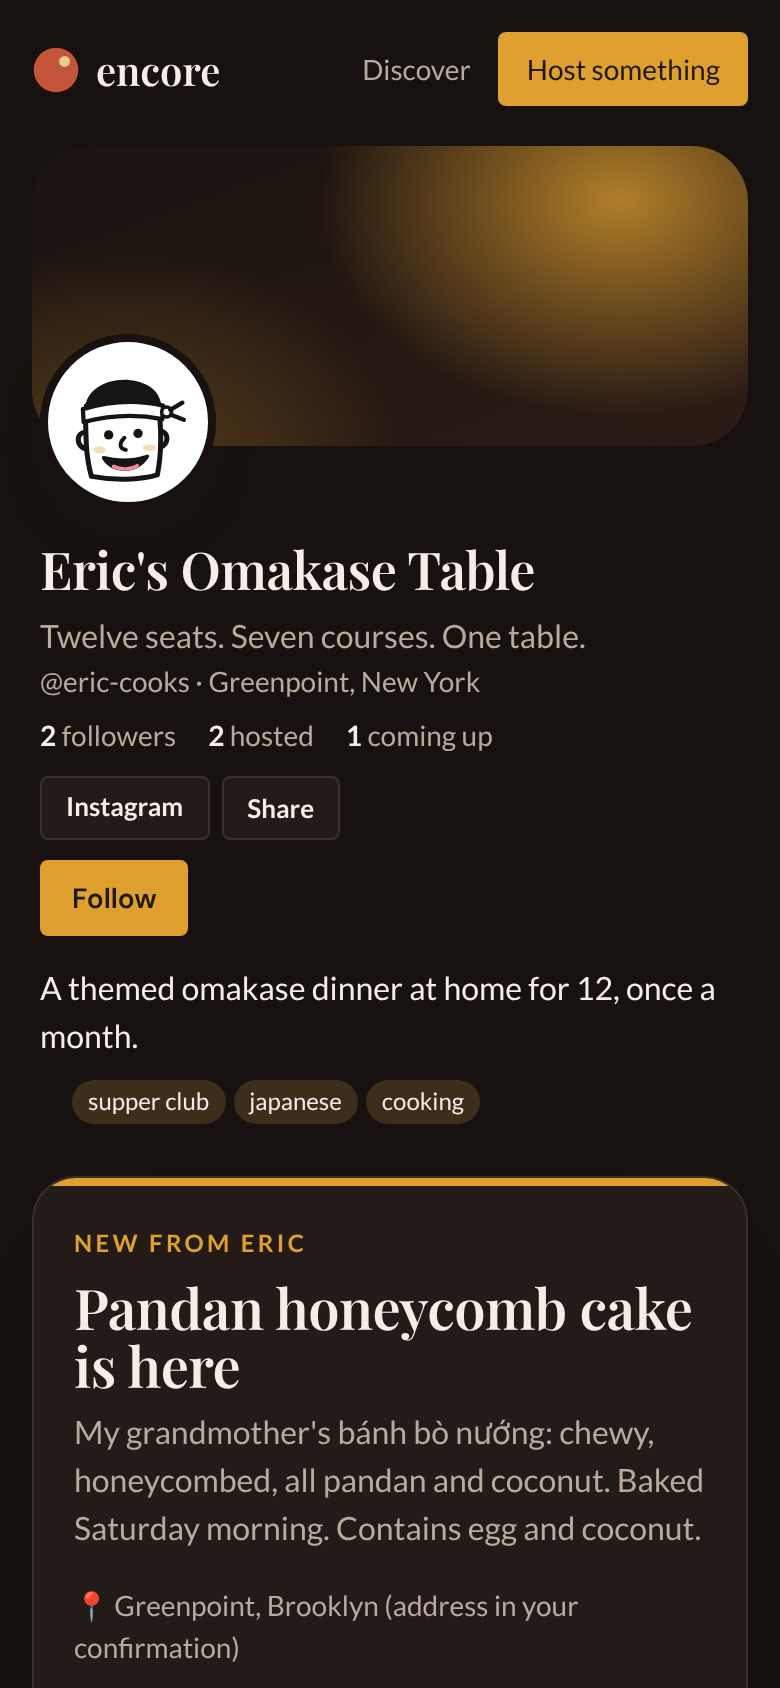 encore
Discover
Host something
Eric's Omakase Table
Twelve seats. Seven courses. One table.
@eric-cooks · Greenpoint, New York
2 followers 2 hosted 1 coming up
Instagram Share
Follow
A themed omakase dinner at home for 12, once a
month.
supper club japanese cooking
NEW FROM ERIC
Pandan honeycomb cake
is here
My grandmother's bánh bò nướng: chewy,
honeycombed, all pandan and coconut. Baked
Saturday morning. Contains egg and coconut.
📍 Greenpoint, Brooklyn (address in your
confirmation)